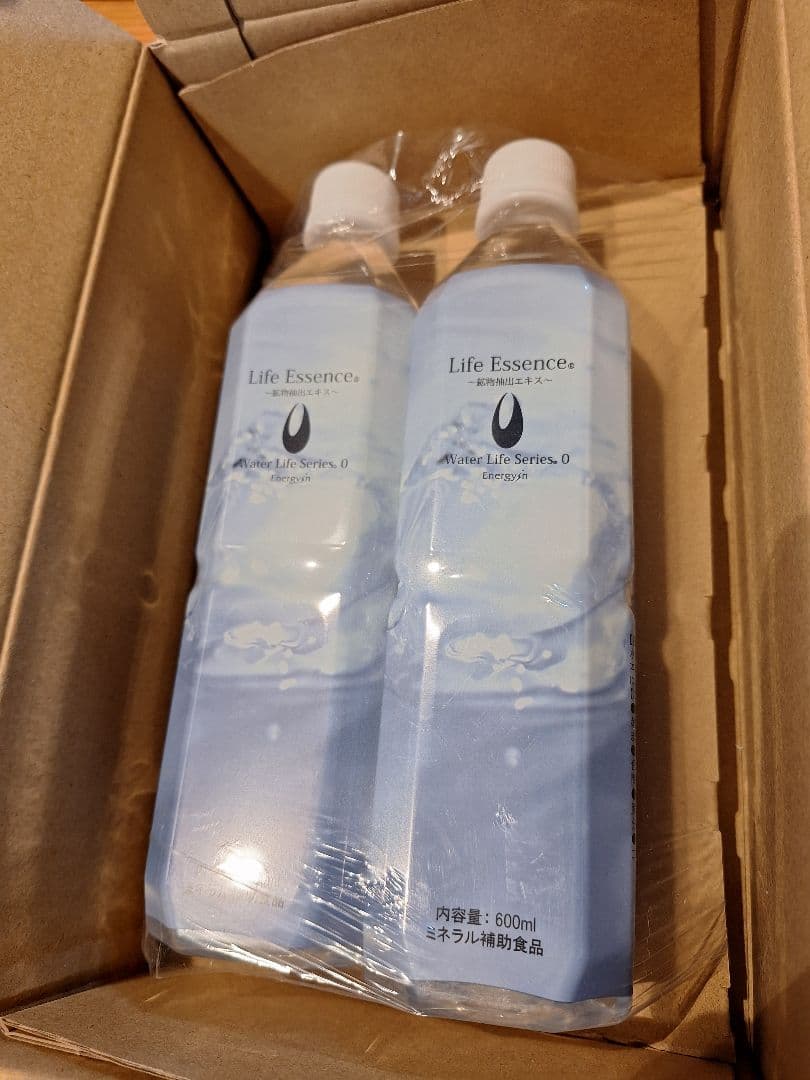 Life Essence®
～鉱物抽出エキス～
Water Life Series® 0
Energyin
Life Essence®
～鉱物抽出エキス～
Water Life Series® 0
Energyin
内容量：600ml
ミネラル補助食品